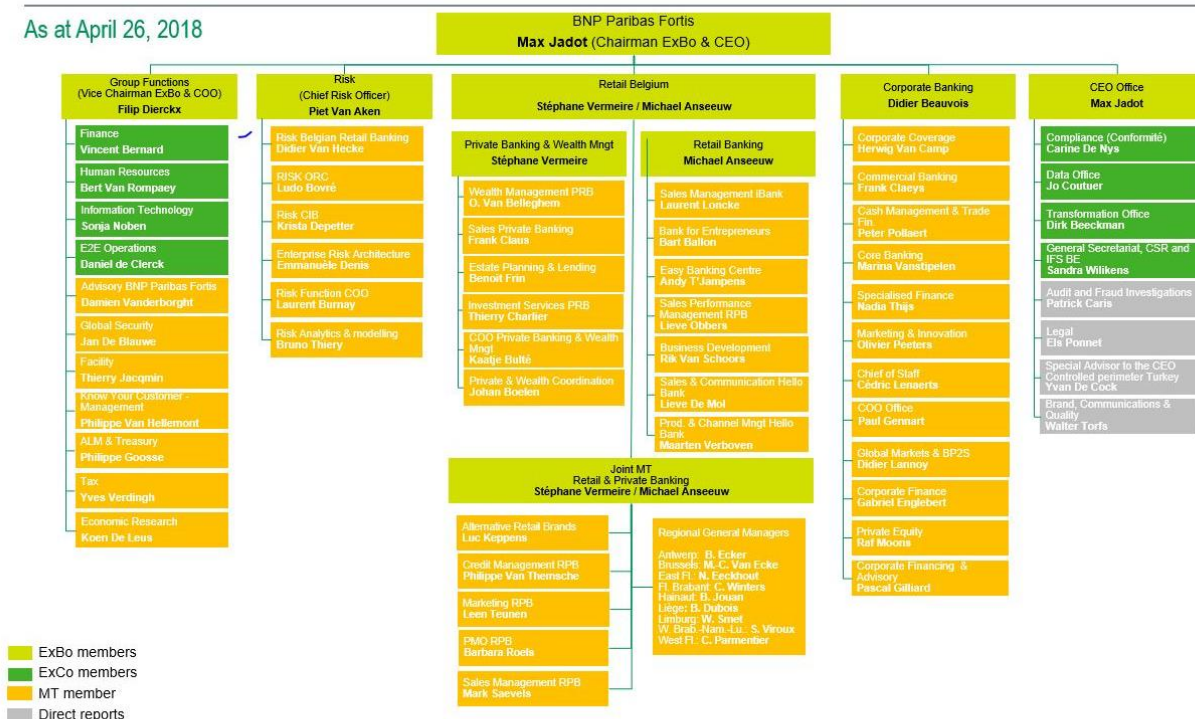 As at April 26, 2018
BNP Paribas Fortis
Max Jadot (Chairman ExBo & CEO)
Group Functions
(Vice Chairman ExBo & COO)
Filip Dierckx
Finance
Vincent Bernard
Human Resources
Bert Van Rompaey
Information Technology
Sonja Noben
E2E Operations
Daniel de Clerck
Advisory BNP Paribas Fortis
Damien Vanderborght
Global Security
Jan De Blauwe
Facility
Thierry Jacqmin
Know Your Customer -
Management
Philippe Van Hellemont
ALM & Treasury
Philippe Goosse
Tax
Yves Verdingh
Economic Research
Koen De Leus
Risk
(Chief Risk Officer)
Piet Van Aken
Risk Belgian Retail Banking
Didier Van Hecke
RISK ORC
Ludo Bovré
Risk CIB
Krista Depetter
Enterprise Risk Architecture
Emmanuèle Denis
Risk Function COO
Laurent Burnay
Risk Analytics & modelling
Bruno Thiery
Retail Belgium
Stéphane Vermeire / Michael Anseeuw
Private Banking & Wealth Mngt
Stéphane Vermeire
Wealth Management PRB
O. Van Belleghem
Sales Private Banking
Frank Claus
Estate Planning & Lending
Benoit Frin
Investment Services PRB
Thierry Charlier
COO Private Banking & Wealth
Mngt
Kaatje Bulté
Private & Wealth Coordination
Johan Boelen
Retail Banking
Michael Anseeuw
Sales Management iBank
Laurent Loncke
Bank for Entrepreneurs
Bart Ballon
Easy Banking Centre
Andy T'Jampens
Sales Performance
Management RPB
Lieve Obbers
Business Development
Rik Van Schoors
Sales & Communication Hello
Bank
Lieve De Mol
Prod. & Channel Mngt Hello
Bank
Maarten Verboven
Joint MT
Retail & Private Banking
Stéphane Vermeire / Michael Anseeuw
Alternative Retail Brands
Luc Keppens
Credit Management RPB
Philippe Van Themsche
Marketing RPB
Leen Teunen
PMO RPB
Barbara Roels
Sales Management RPB
Mark Saevels
Regional General Managers
Antwerp: B. Ecker
Brussels: M.-C. Van Ecke
East Fl.: N. Eeckhout
Fl. Brabant: C. Winters
Hainaut: B. Jouan
Liège: B. Dubois
Limburg: W. Smet
W. Brab.-Nam.-Lu.: S. Viroux
West Fl.: C. Parmentier
Corporate Banking
Didier Beauvois
Corporate Coverage
Herwig Van Camp
Commercial Banking
Frank Claeys
Cash Management & Trade
Fin.
Peter Pollaert
Core Banking
Marina Vanstipelen
Specialised Finance
Nadia Thijs
Marketing & Innovation
Olivier Peeters
Chief of Staff
Cédric Lenaerts
COO Office
Paul Gennart
Global Markets & BP2S
Didier Lannoy
Corporate Finance
Gabriel Englebert
Private Equity
Raf Moons
Corporate Financing & 
Advisory
Pascal Gilliard
CEO Office
Max Jadot
Compliance (Conformité)
Carine De Nys
Data Office
Jo Coutuer
Transformation Office
Dirk Beeckman
General Secretariat, CSR and
IFS BE
Sandra Wilikens
Audit and Fraud Investigations
Patrick Caris
Legal
Els Ponnet
Special Advisor to the CEO
Controlled perimeter Turkey
Yvan De Cock
Brand, Communications &
Quality
Walter Torfs
ExBo members
ExCo members
MT member
Direct reports